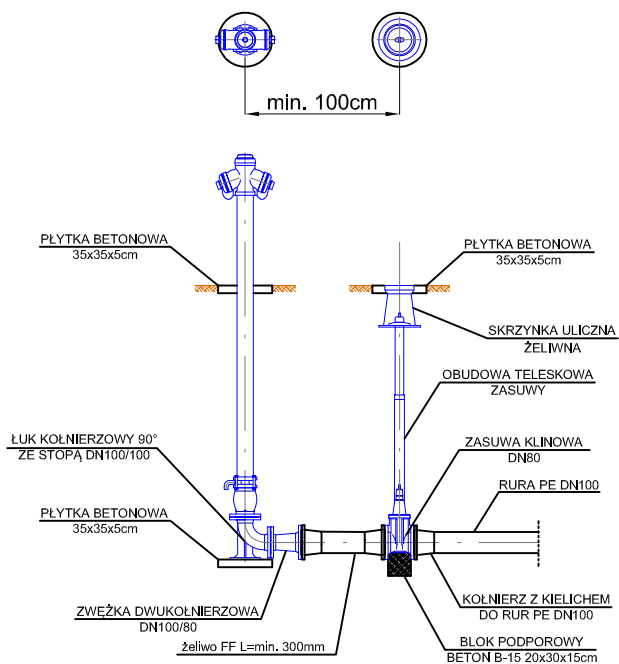 min. 100cm
PŁYTKA BETONOWA
35x35x5cm
PŁYTKA BETONOWA
35x35x5cm
SKRZYNKA ULICZNA
ŻELIWNA
OBUDOWA TELESKOWA
ZASUWY
ŁUK KOŁNIERZOWY 90°
ZE STOPĄ DN100/100
ZASUWA KLINOWA
DN80
RURA PE DN100
PŁYTKA BETONOWA
35x35x5cm
ZWĘŻKA DWUKOŁNIERZOWA
DN100/80
żeliwo FF L=min. 300mm
KOŁNIERZ Z KIELICHEM
DO RUR PE DN100
BLOK PODPOROWY
BETON B-15 20x30x15cm